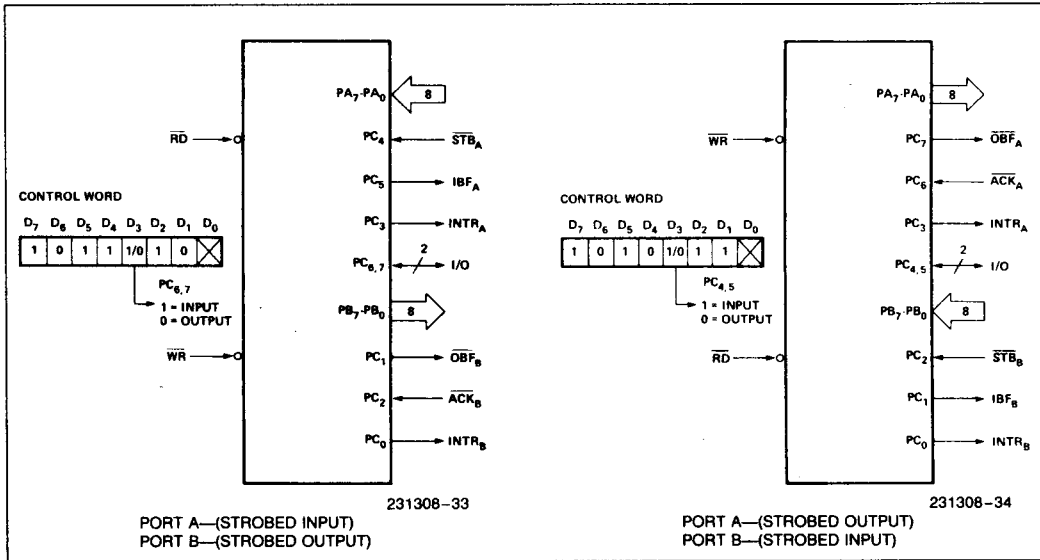 PA7-PA0 8
PC4 STBA
RD
PC5 IBFA
CONTROL WORD
D7 D6 D5 D4 D3 D2 D1 D0
1 0 1 1 1/0 1 0 X
PC3 INTRA
PC6,7 2 I/O
PC6,7
1 = INPUT
0 = OUTPUT
PB7-PB0 8
WR
PC1 OBFB
PC2 ACKB
PC0 INTRB
231308-33
PORT A—(STROBED INPUT)
PORT B—(STROBED OUTPUT)
PA7-PA0 8
PC7 OBFA
WR
PC6 ACKA
CONTROL WORD
D7 D6 D5 D4 D3 D2 D1 D0
1 0 1 0 1/0 1 1 X
PC3 INTRA
PC4,5 2 I/O
PC4,5
1 = INPUT
0 = OUTPUT
PB7-PB0 8
RD
PC2 STBB
PC1 IBFB
PC0 INTRB
231308-34
PORT A—(STROBED OUTPUT)
PORT B—(STROBED INPUT)